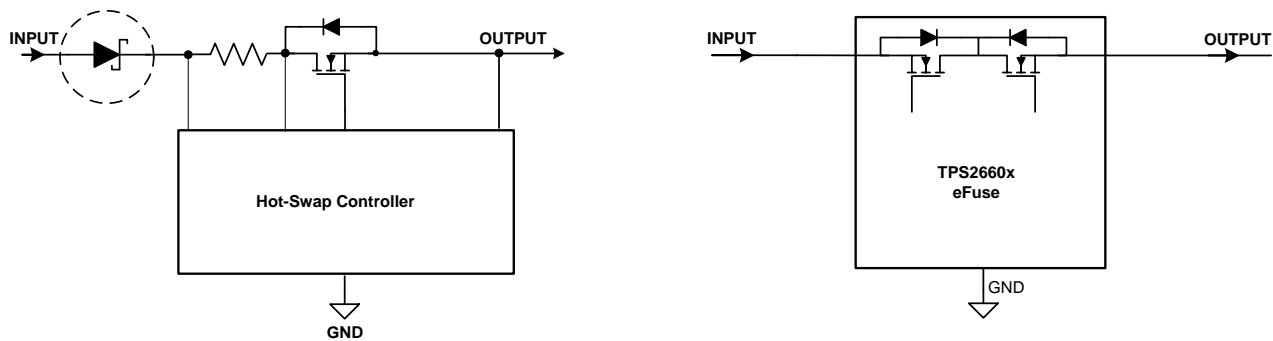 INPUT
OUTPUT
Hot-Swap Controller
GND
INPUT
OUTPUT
TPS2660x
eFuse
GND